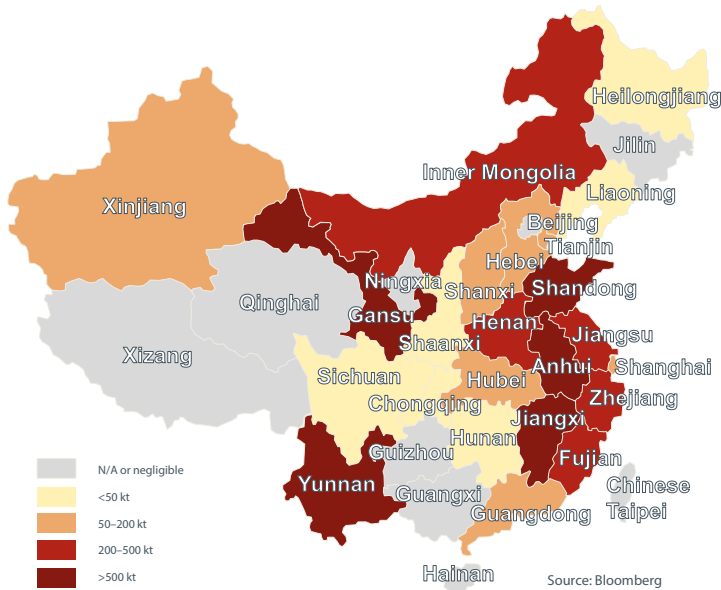 Heilongjiang
Jilin
Inner Mongolia
Liaoning
Xinjiang
Beijing
Tianjin
Hebei
Ningxia
Shanxi
Shandong
Qinghai
Gansu
Henan
Jiangsu
Shaanxi
Xizang
Anhui
Shanghai
Sichuan
Hubei
Zhejiang
Chongqing
Jiangxi
Hunan
Guizhou
Fujian
Yunnan
Guangxi
Chinese
Taipei
Guangdong
Hainan
N/A or negligible
<50 kt
50–200 kt
200–500 kt
>500 kt
Source: Bloomberg